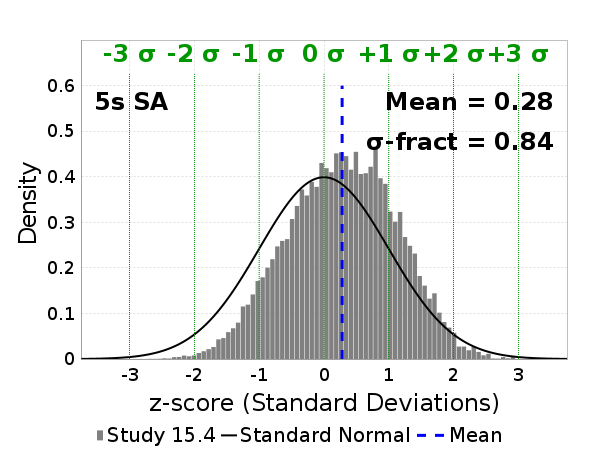 -3 σ -2 σ -1 σ 0 σ +1 σ +2 σ +3 σ
0.6
5s SA
Mean = 0.28
0.5
σ-fract = 0.84
0.4
0.3
0.2
0.1
0
Density
-3 -2 -1 0 1 2 3
z-score (Standard Deviations)
Study 15.4 Standard Normal Mean